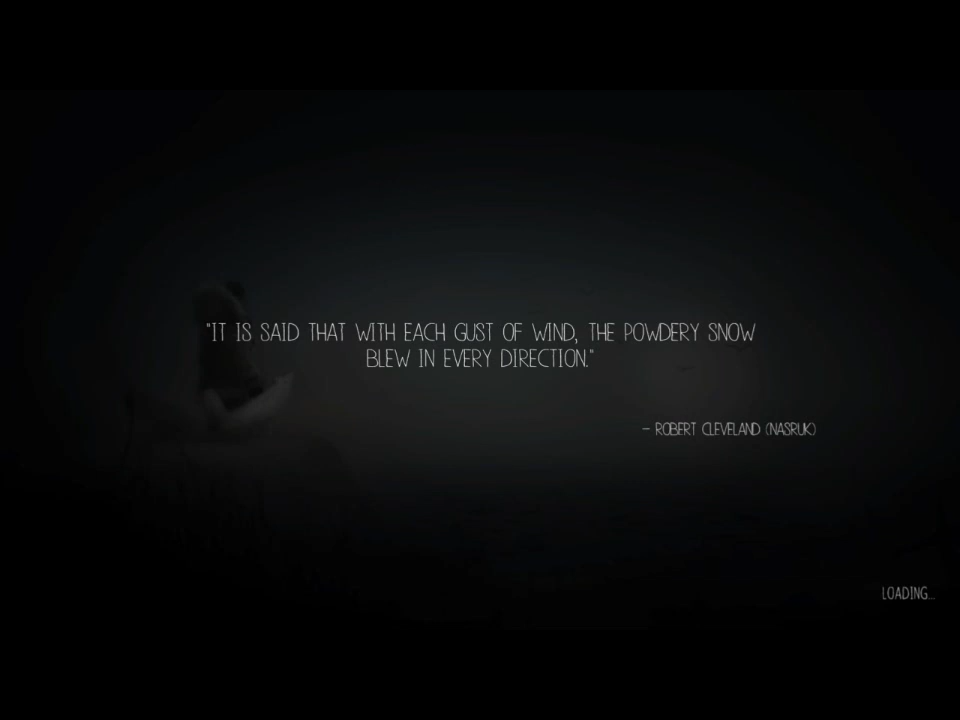 "IT IS SAID THAT WITH EACH GUST OF WIND, THE POWDERY SNOW
BLEW IN EVERY DIRECTION."
– ROBERT CLEVELAND (NASRUK)
LOADING...